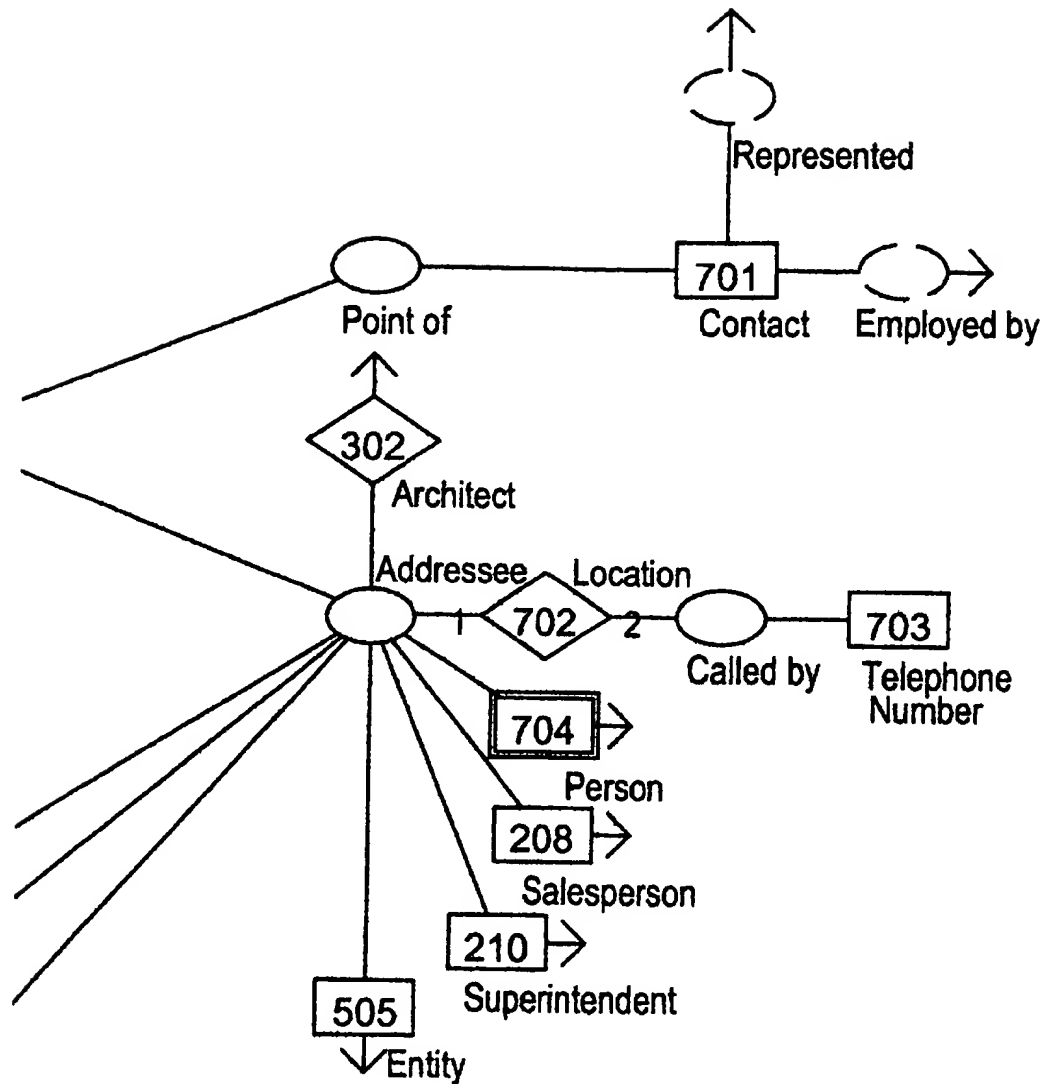 Represented
701
Point of
Contact
Employed by
302
Architect
Addressee
Location
1
702
2
703
Called by
Telephone
Number
704
Person
208
Salesperson
210
Superintendent
505
Entity